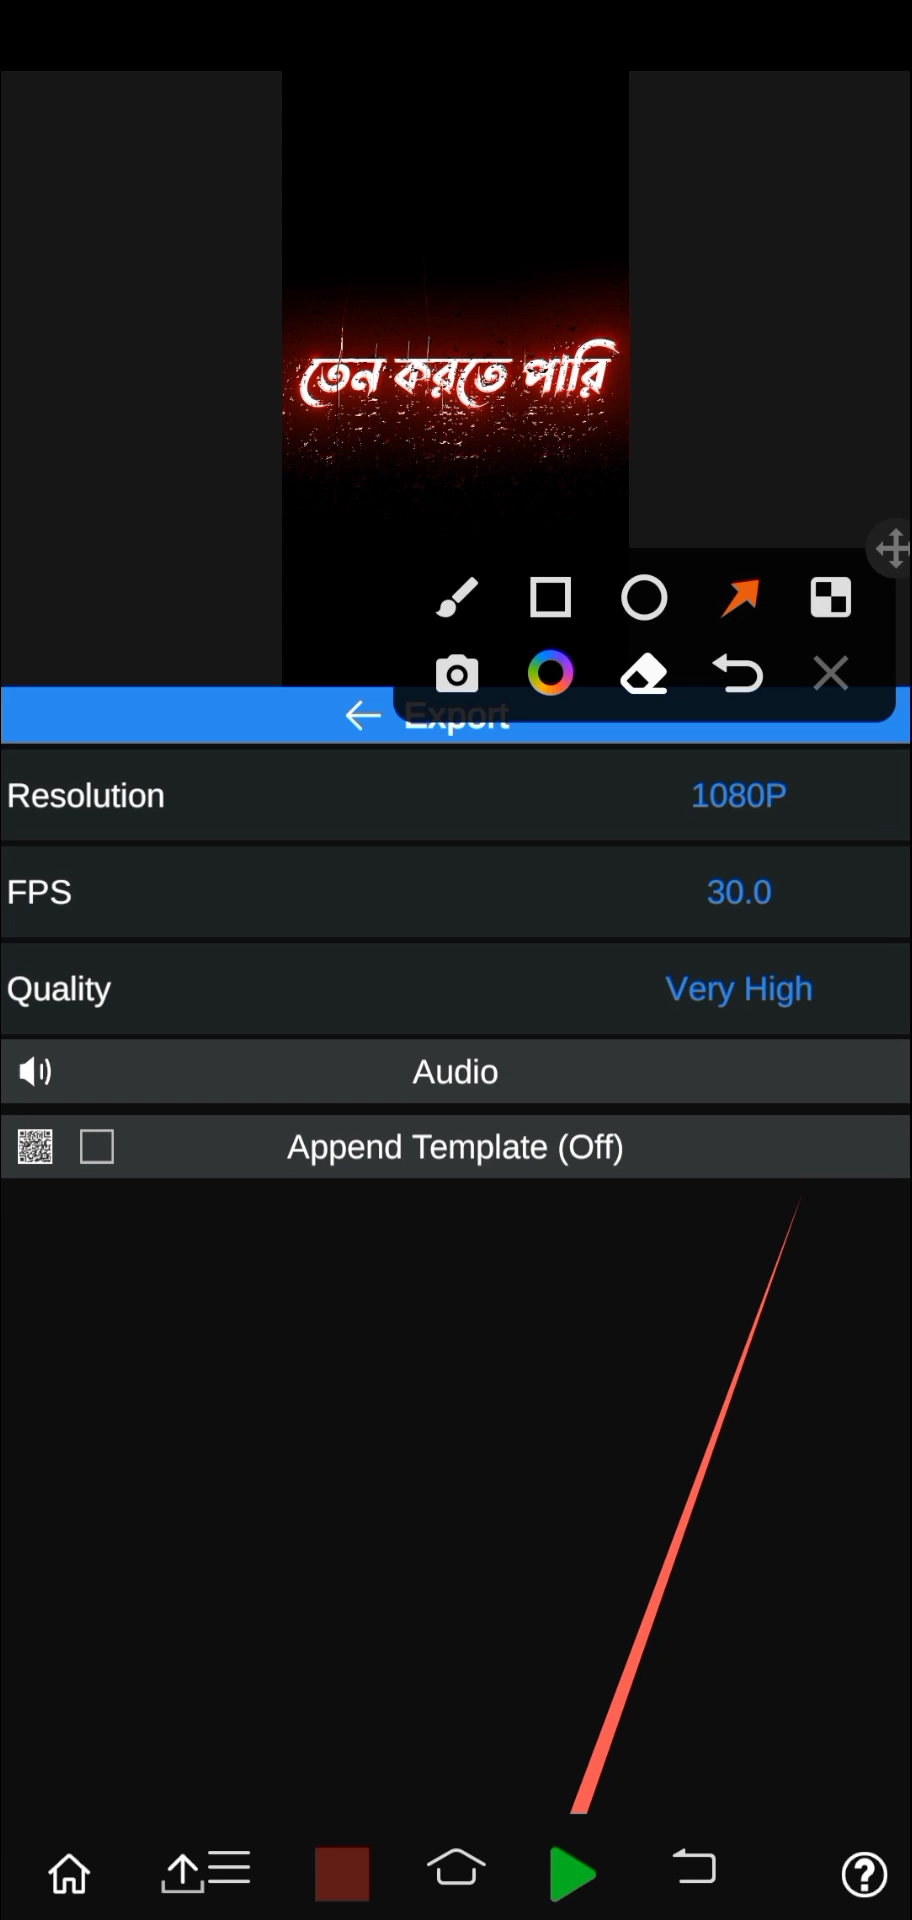 তেন করতে পারি
Export
Resolution 1080P
FPS 30.0
Quality Very High
Audio
Append Template (Off)